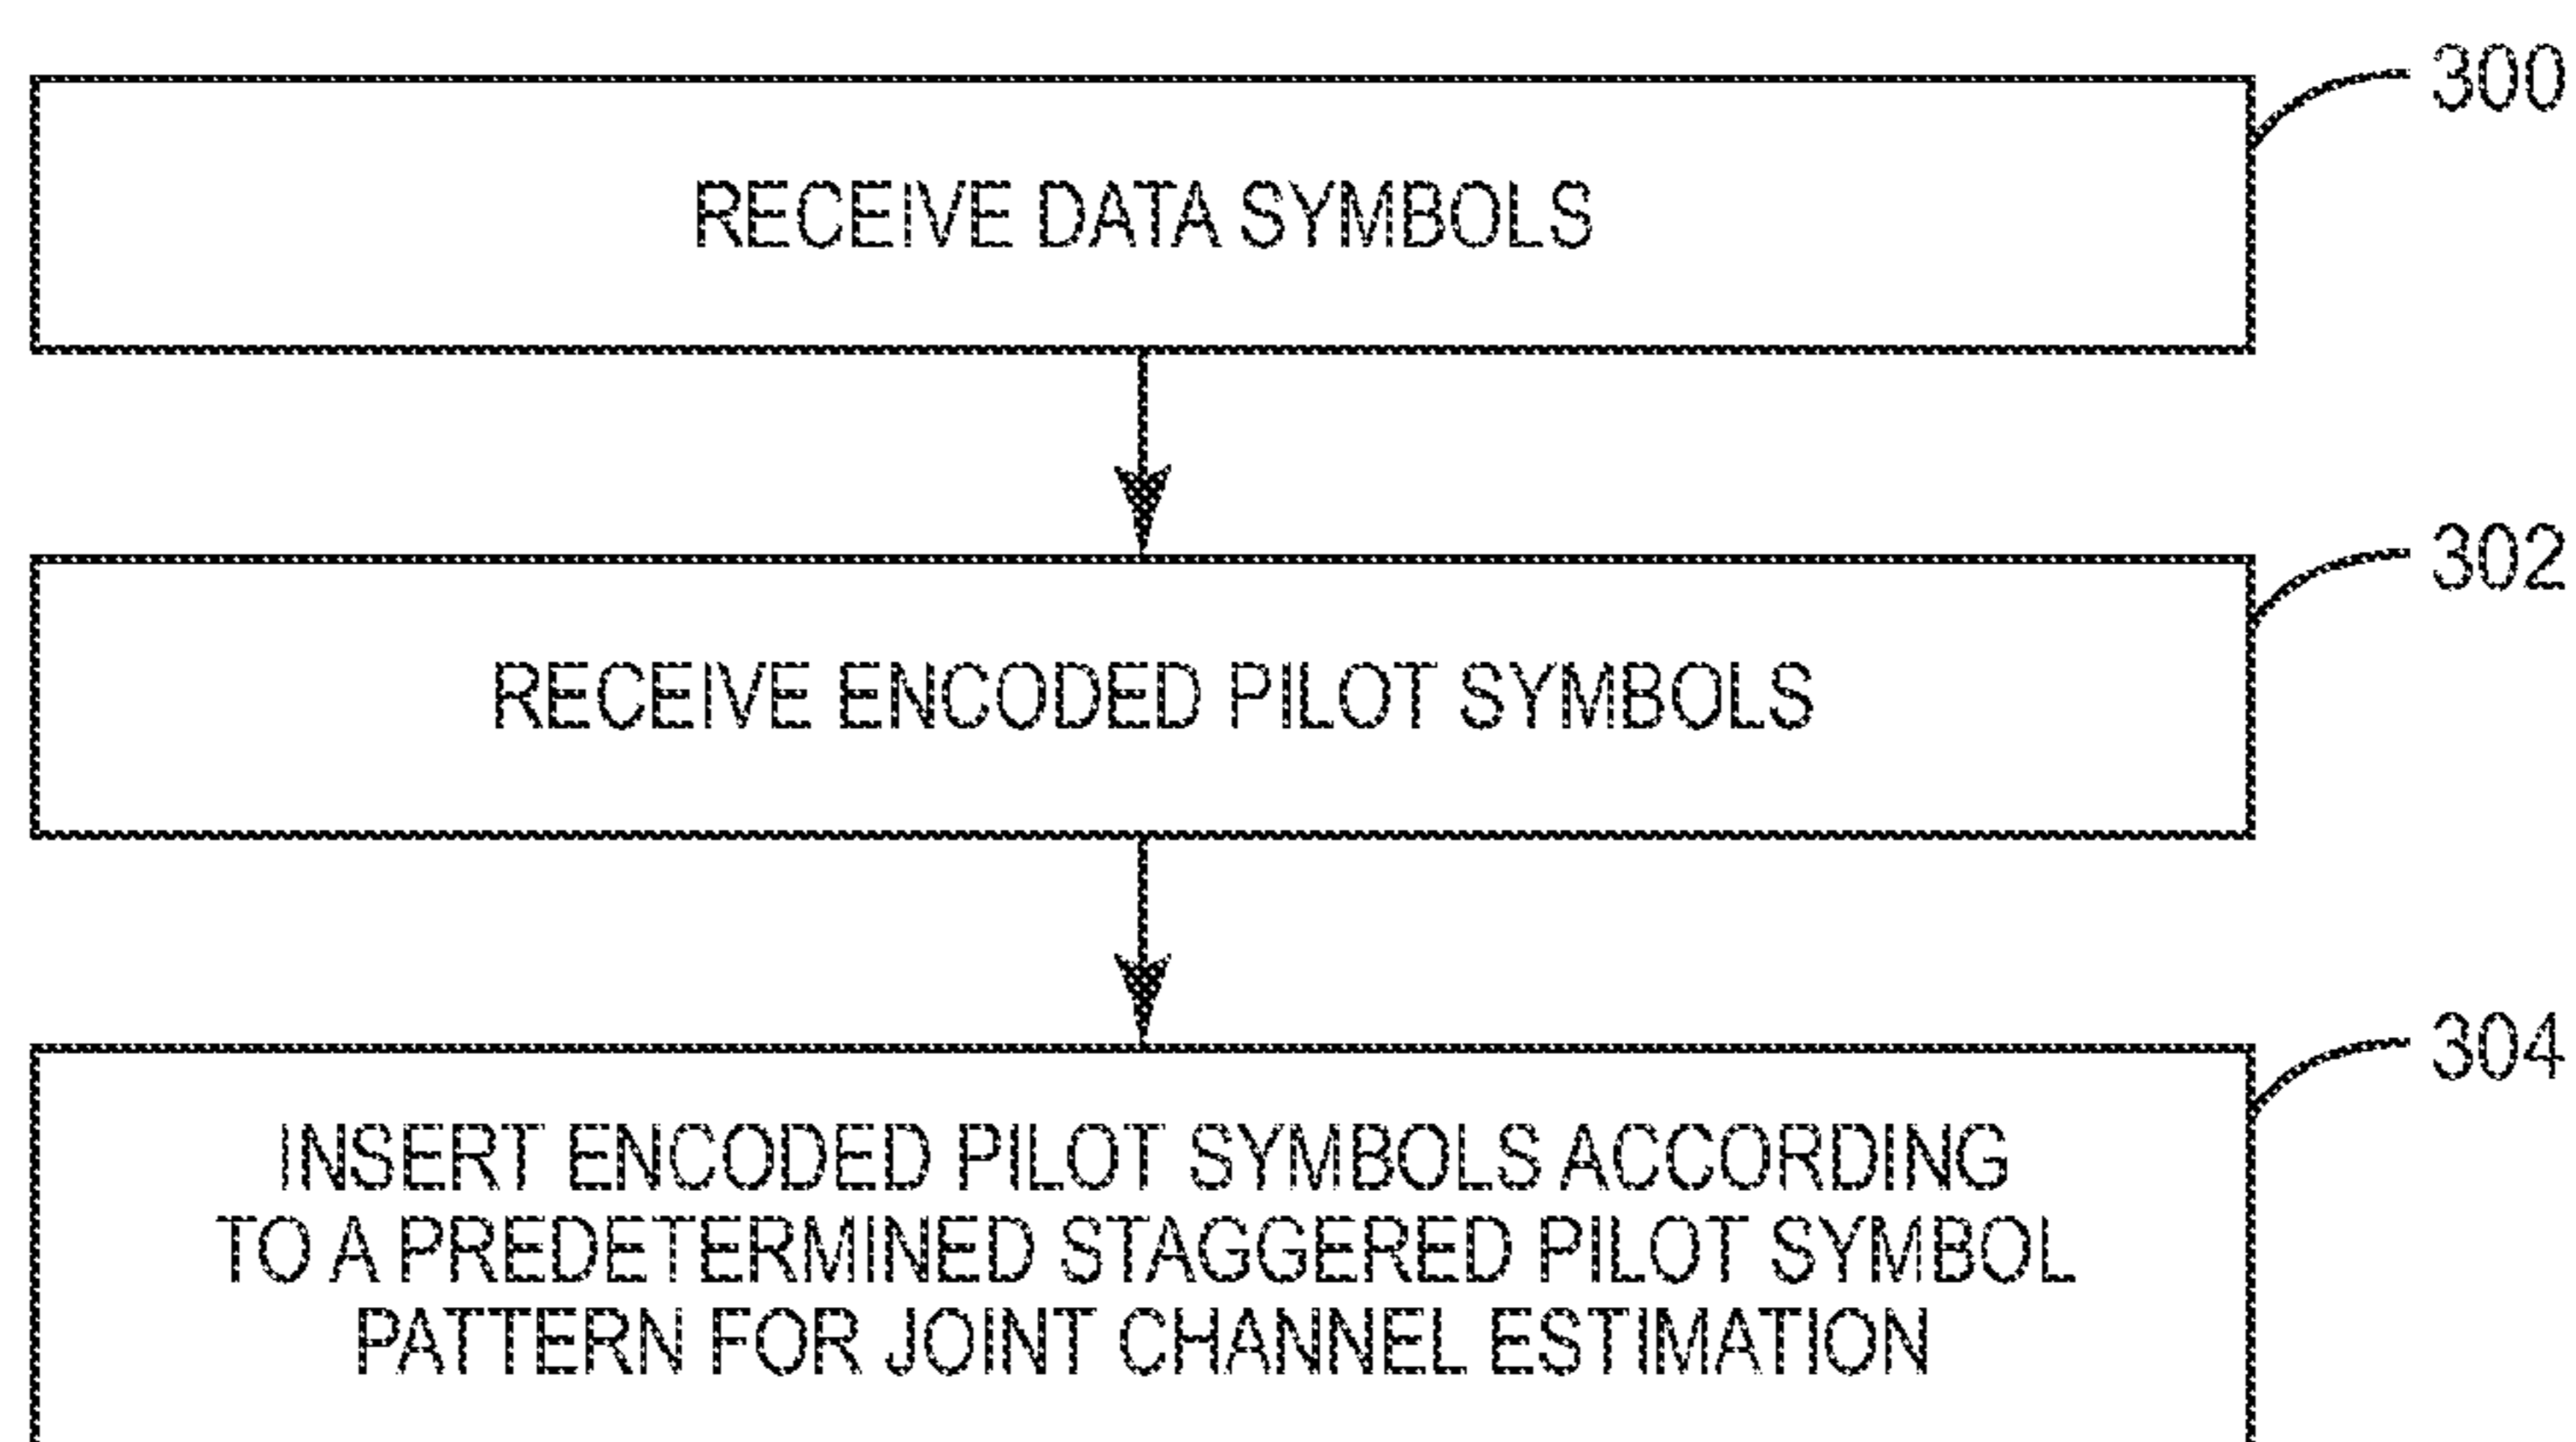 300
RECEIVE DATA SYMBOLS
302
RECEIVE ENCODED PILOT SYMBOLS
304
INSERT ENCODED PILOT SYMBOLS ACCORDING
TO A PREDETERMINED STAGGERED PILOT SYMBOL
PATTERN FOR JOINT CHANNEL ESTIMATION